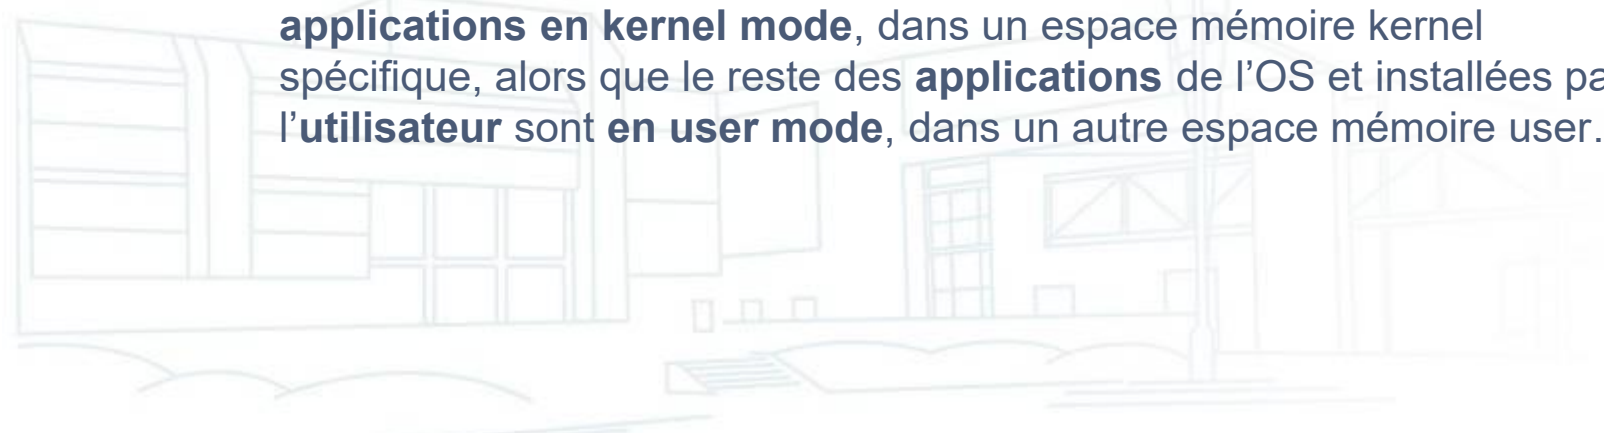 applications en kernel mode, dans un espace mémoire kernel
spécifique, alors que le reste des applications de l’OS et installées pa
l’utilisateur sont en user mode, dans un autre espace mémoire user.